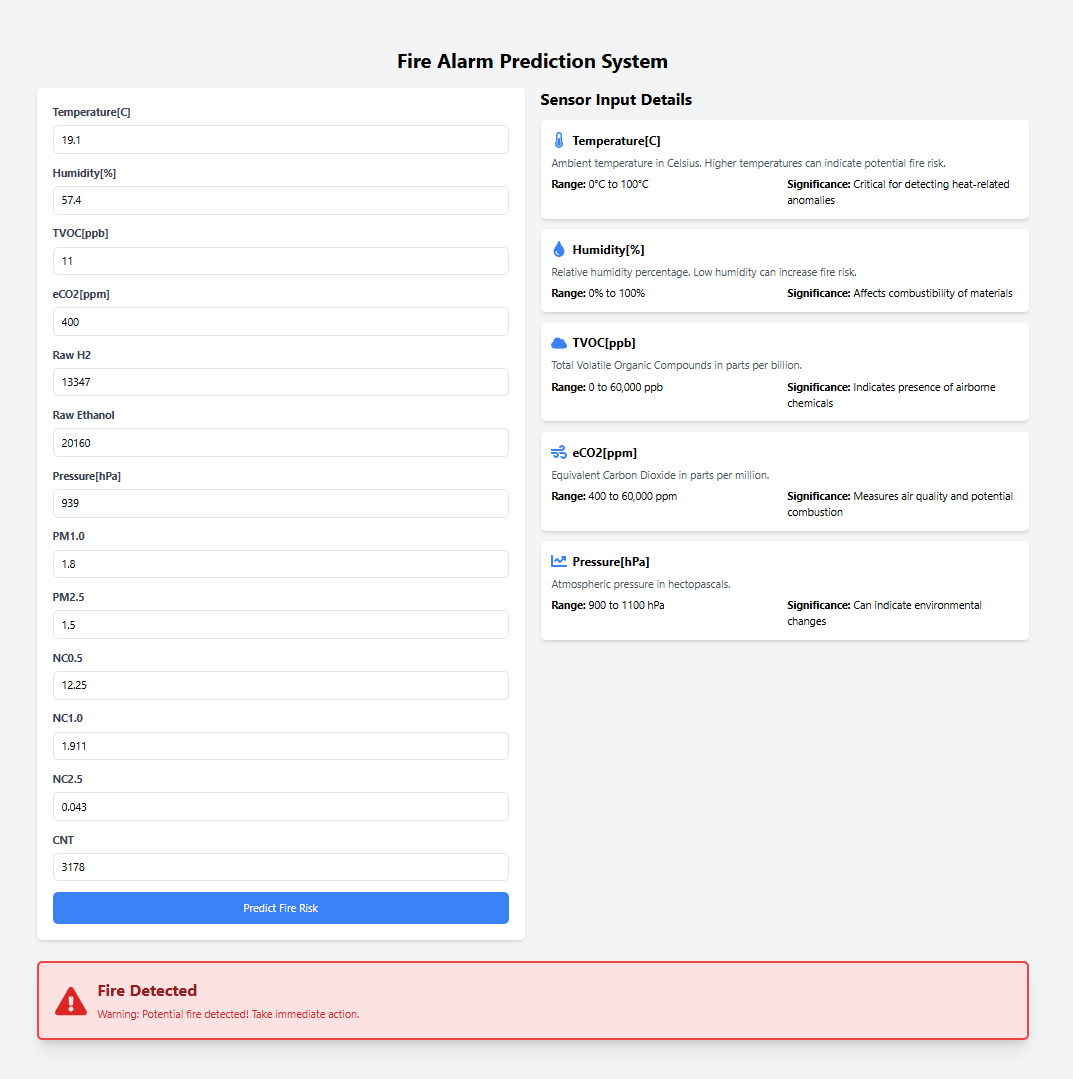 Fire Alarm Prediction System
Temperature[C]
19.1
Humidity[%]
57.4
TVOC[ppb]
11
eCO2[ppm]
400
Raw H2
13347
Raw Ethanol
20160
Pressure[hPa]
939
PM1.0
1.8
PM2.5
1.5
NC0.5
12.25
NC1.0
1.911
NC2.5
0.043
CNT
3178
Predict Fire Risk
Sensor Input Details
Temperature[C]
Ambient temperature in Celsius. Higher temperatures can indicate potential fire risk.
Range: 0°C to 100°C
Significance: Critical for detecting heat-related
anomalies
Humidity[%]
Relative humidity percentage. Low humidity can increase fire risk.
Range: 0% to 100%
Significance: Affects combustibility of materials
TVOC[ppb]
Total Volatile Organic Compounds in parts per billion.
Range: 0 to 60,000 ppb
Significance: Indicates presence of airborne
chemicals
eCO2[ppm]
Equivalent Carbon Dioxide in parts per million.
Range: 400 to 60,000 ppm
Significance: Measures air quality and potential
combustion
Pressure[hPa]
Atmospheric pressure in hectopascals.
Range: 900 to 1100 hPa
Significance: Can indicate environmental
changes
Fire Detected
Warning: Potential fire detected! Take immediate action.